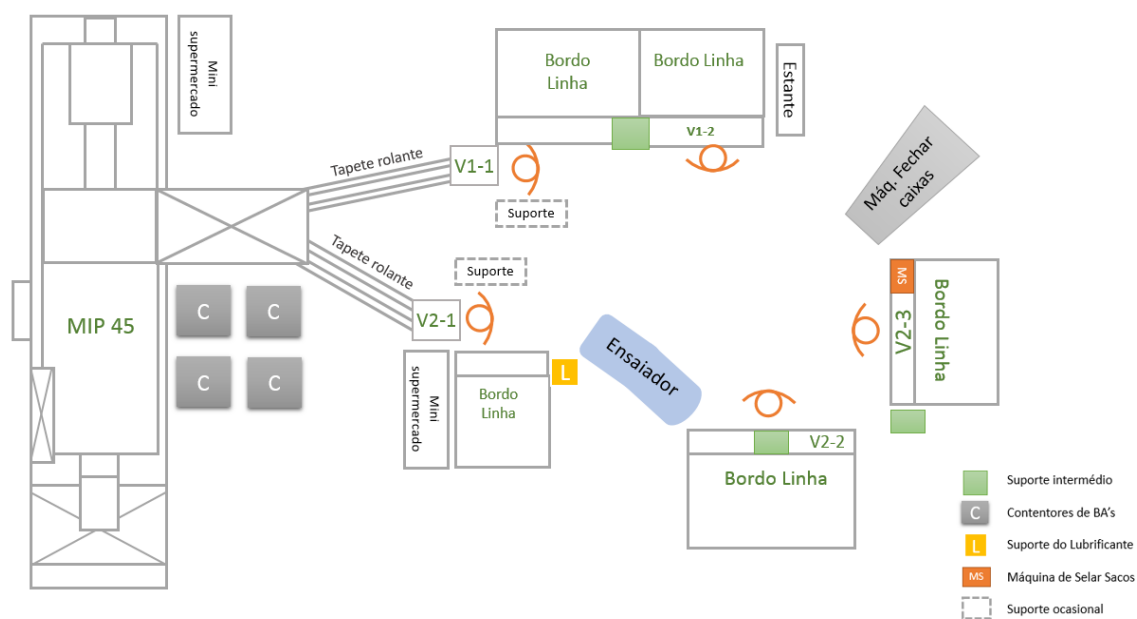 Mini
supermercado
Bordo
Linha
Bordo Linha
Estante
V1-2
Tapete rolante
V1-1
Suporte
Máq. Fechar
caixas
Tapete rolante
Suporte
MS
Bordo Linha
V2-3
MIP 45
C
C
C
C
V2-1
Ensaiador
Mini
supermercado
Bordo
Linha
L
V2-2
Bordo Linha
Suporte intermédio
C
Contentores de BA's
L
Suporte do Lubrificante
MS
Máquina de Selar Sacos
Suporte ocasional